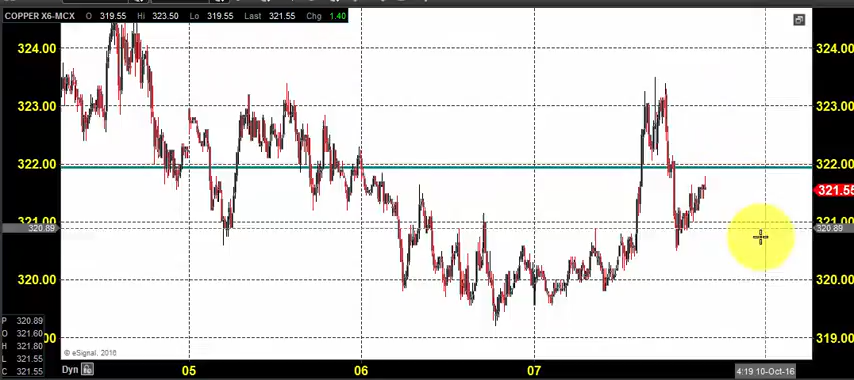 COPPER X6-MCX O 319.55 Hi 323.50 Lo 319.55 Last 321.55 Chg 1.40
324.00 324.00
323.00 323.00
322.00 322.00
321.55
321.00 321.00
320.89 320.89
320.00 320.00
319.00 319.00
P 320.89
O 321.60
H 321.80
L 321.55
C 321.55
© eSignal, 2016
Dyn 05 06 07 4:19 10-Oct-16